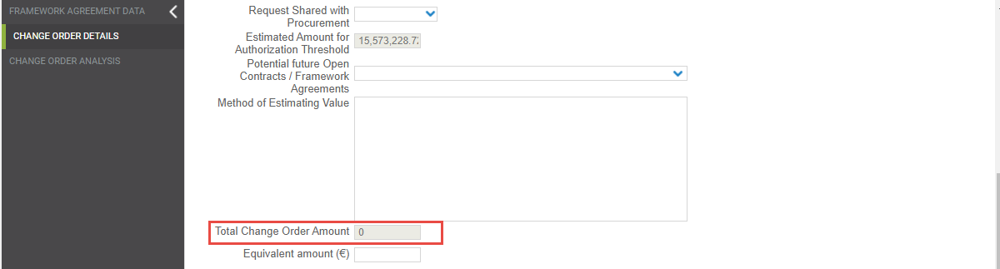 FRAMEWORK AGREEMENT DATA
CHANGE ORDER DETAILS
CHANGE ORDER ANALYSIS
Request Shared with
Procurement
Estimated Amount for
Authorization Threshold
15,573,228.72
Potential future Open
Contracts / Framework
Agreements
Method of Estimating Value
Total Change Order Amount 0
Equivalent amount (€)